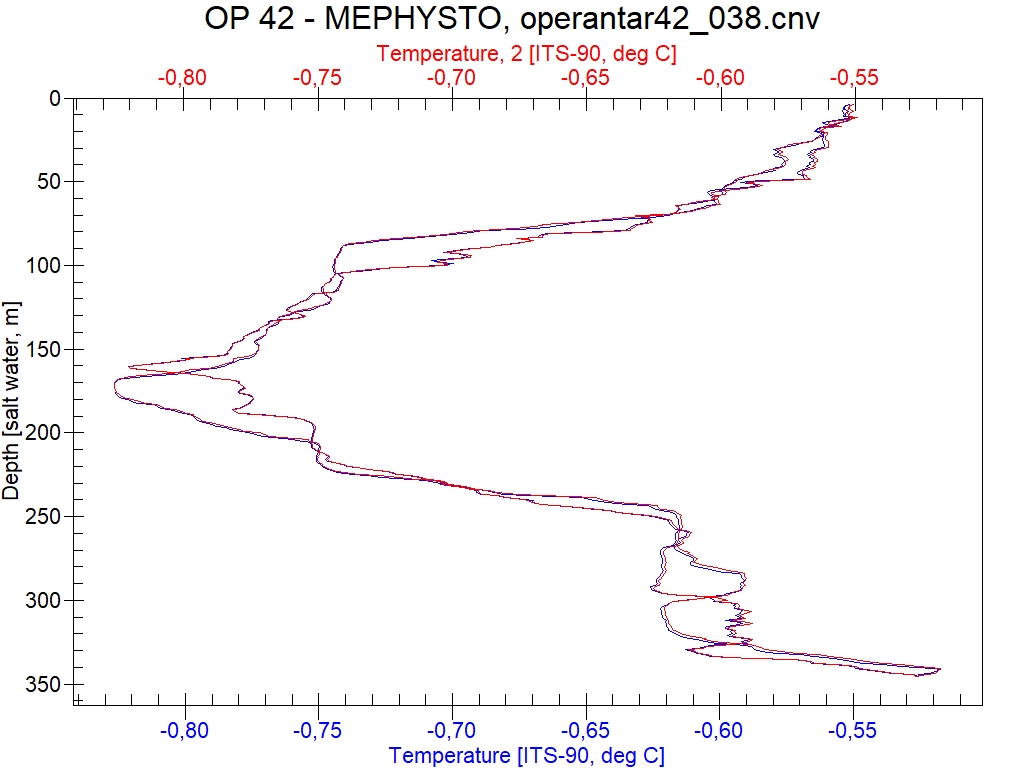 OP 42 - MEPHYSTO, operantar42_038.cnv
Temperature, 2 [ITS-90, deg C]
-0,80 -0,75 -0,70 -0,65 -0,60 -0,55
0
50
100
150
200
250
300
350
Depth [salt water, m]
-0,80 -0,75 -0,70 -0,65 -0,60 -0,55
Temperature [ITS-90, deg C]